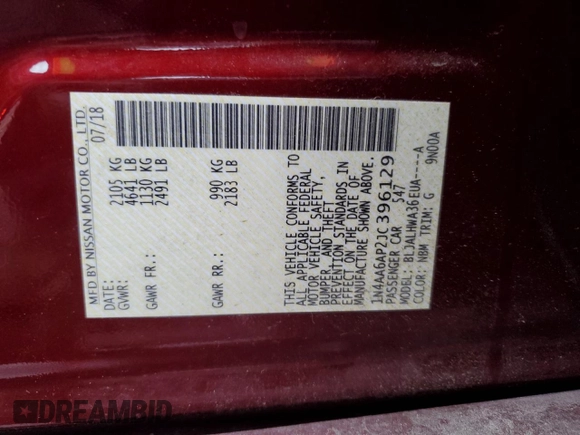 MFD BY NISSAN MOTOR CO., LTD.
DATE: 07/18
GVWR: 2105 KG
4641 LB
GAWR FR.: 1130 KG
2491 LB
GAWR RR.: 990 KG
2183 LB
THIS VEHICLE CONFORMS TO
ALL APPLICABLE FEDERAL
MOTOR VEHICLE SAFETY,
BUMPER, AND THEFT
PREVENTION STANDARDS IN
EFFECT ON THE DATE OF
MANUFACTURE SHOWN ABOVE.
1N4AA6AP2JC396129
PASSENGER CAR 547
MODEL: BLJALHWA36EUA----A
COLOR: NBM TRIM: G 9N00A
DREAMBID